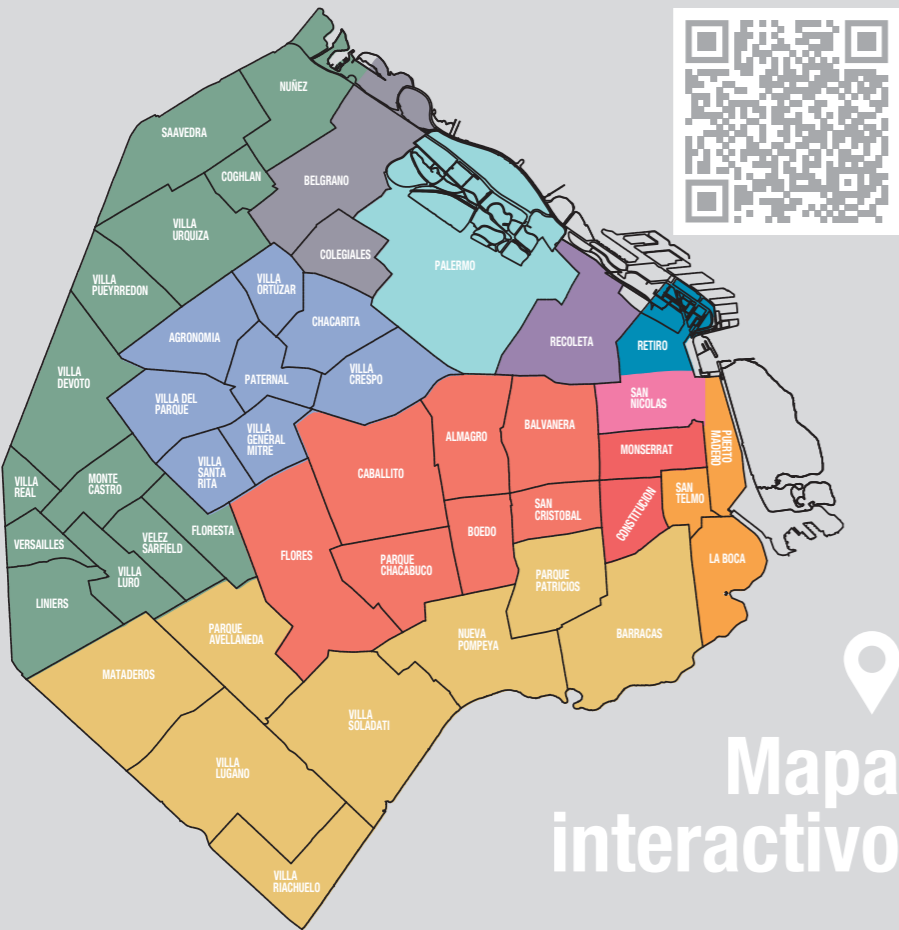 NUÑEZ
SAAVEDRA
COGHLAN
BELGRANO
VILLA
URQUIZA
COLEGIALES
PALERMO
VILLA
PUEYRREDON
VILLA
ORTÚZAR
CHACARITA
AGRONOMIA
RECOLETA
RETIRO
VILLA
DEVOTO
PATERNAL
VILLA
CRESPO
VILLA DEL
PARQUE
SAN
NICOLAS
VILLA
GENERAL
MITRE
ALMAGRO
BALVANERA
PUERTO
MADERO
MONSERRAT
VILLA
SANTA
RITA
CABALLITO
VILLA
REAL
MONTE
CASTRO
SAN
TELMO
SAN
CRISTOBAL
CONSTITUCION
VERSAILLES
VELEZ
SARFIELD
FLORESTA
BOEDO
FLORES
PARQUE
CHACABUCO
LA BOCA
VILLA
LURO
PARQUE
PATRICIOS
LINIERS
PARQUE
AVELLANEDA
NUEVA
POMPEYA
BARRACAS
MATADEROS
VILLA
SOLADATI
VILLA
LUGANO
VILLA
RIACHUELO
Mapa
interactivo